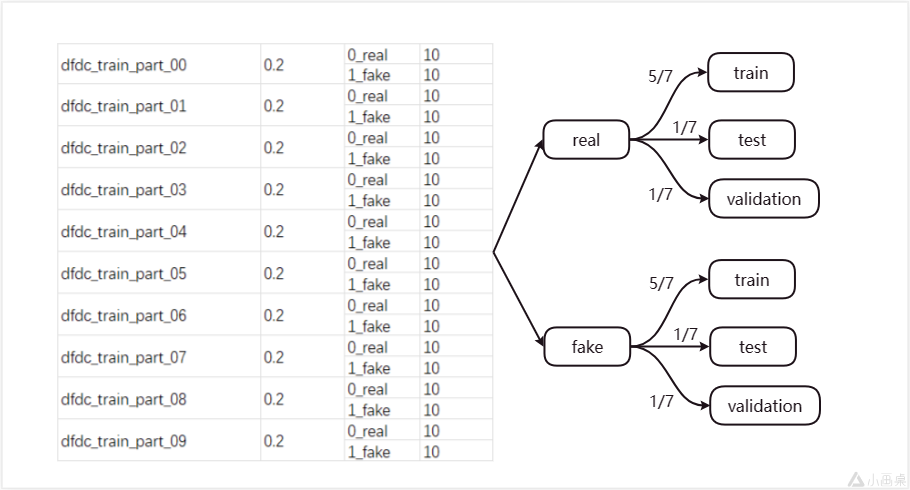 dfdc_train_part_00 0.2 0_real 10
1_fake 10
dfdc_train_part_01 0.2 0_real 10
1_fake 10
dfdc_train_part_02 0.2 0_real 10
1_fake 10
dfdc_train_part_03 0.2 0_real 10
1_fake 10
dfdc_train_part_04 0.2 0_real 10
1_fake 10
dfdc_train_part_05 0.2 0_real 10
1_fake 10
dfdc_train_part_06 0.2 0_real 10
1_fake 10
dfdc_train_part_07 0.2 0_real 10
1_fake 10
dfdc_train_part_08 0.2 0_real 10
1_fake 10
dfdc_train_part_09 0.2 0_real 10
1_fake 10
real
5/7
train
1/7
test
1/7
validation
fake
5/7
train
1/7
test
1/7
validation
小画桌